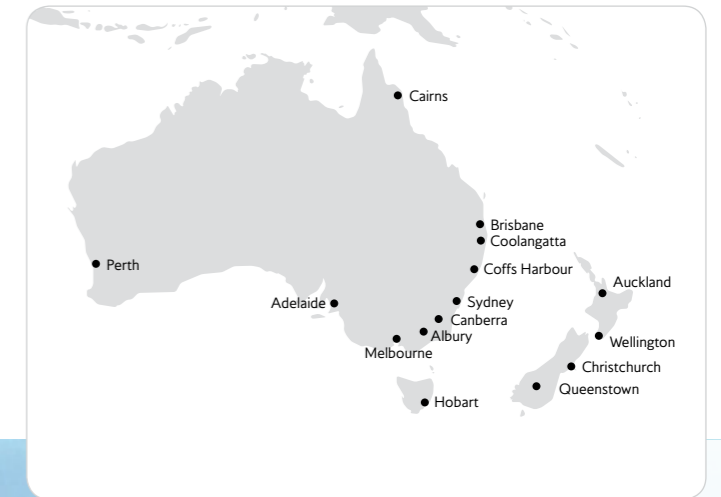 Cairns
Brisbane
Coolangatta
Perth
Coffs Harbour
Auckland
Adelaide
Sydney
Canberra
Albury
Wellington
Melbourne
Christchurch
Queenstown
Hobart